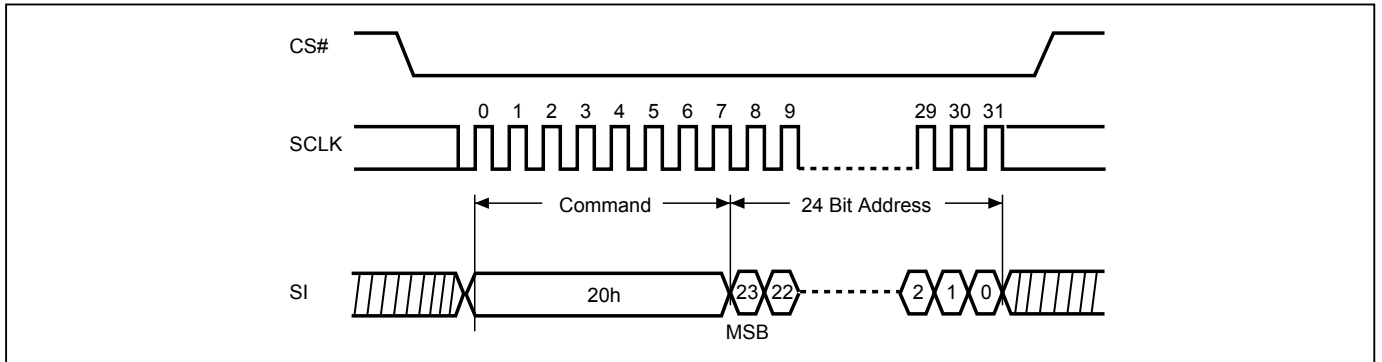 CS#
0 1 2 3 4 5 6 7 8 9 29 30 31
SCLK
Command 24 Bit Address
SI 20h 23 22 2 1 0
MSB